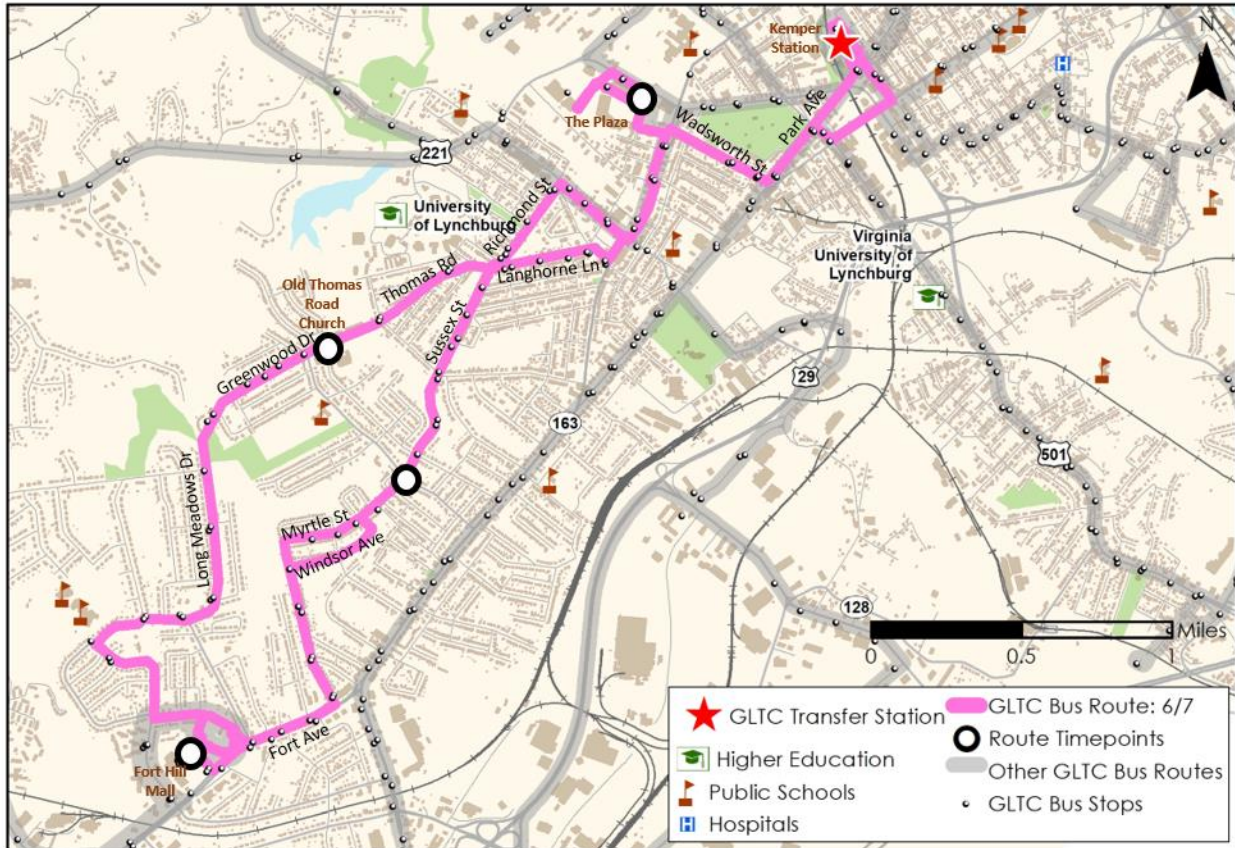 Kemper
Station
N
The Plaza
Wadsworth St
Park Ave
221
University
of Lynchburg
Richmond St
Virginia
University of
Lynchburg
Thomas Rd
Langhorne Ln
Old Thomas
Road
Church
Sussex St
Greenwood Dr
29
163
501
Long Meadows Dr
Myrtle St
Windsor Ave
128
Miles
0
0.5
1
Fort Ave
Fort Hill
Mall
GLTC Transfer Station
Higher Education
Public Schools
H Hospitals
GLTC Bus Route: 6/7
Route Timepoints
Other GLTC Bus Routes
GLTC Bus Stops
H